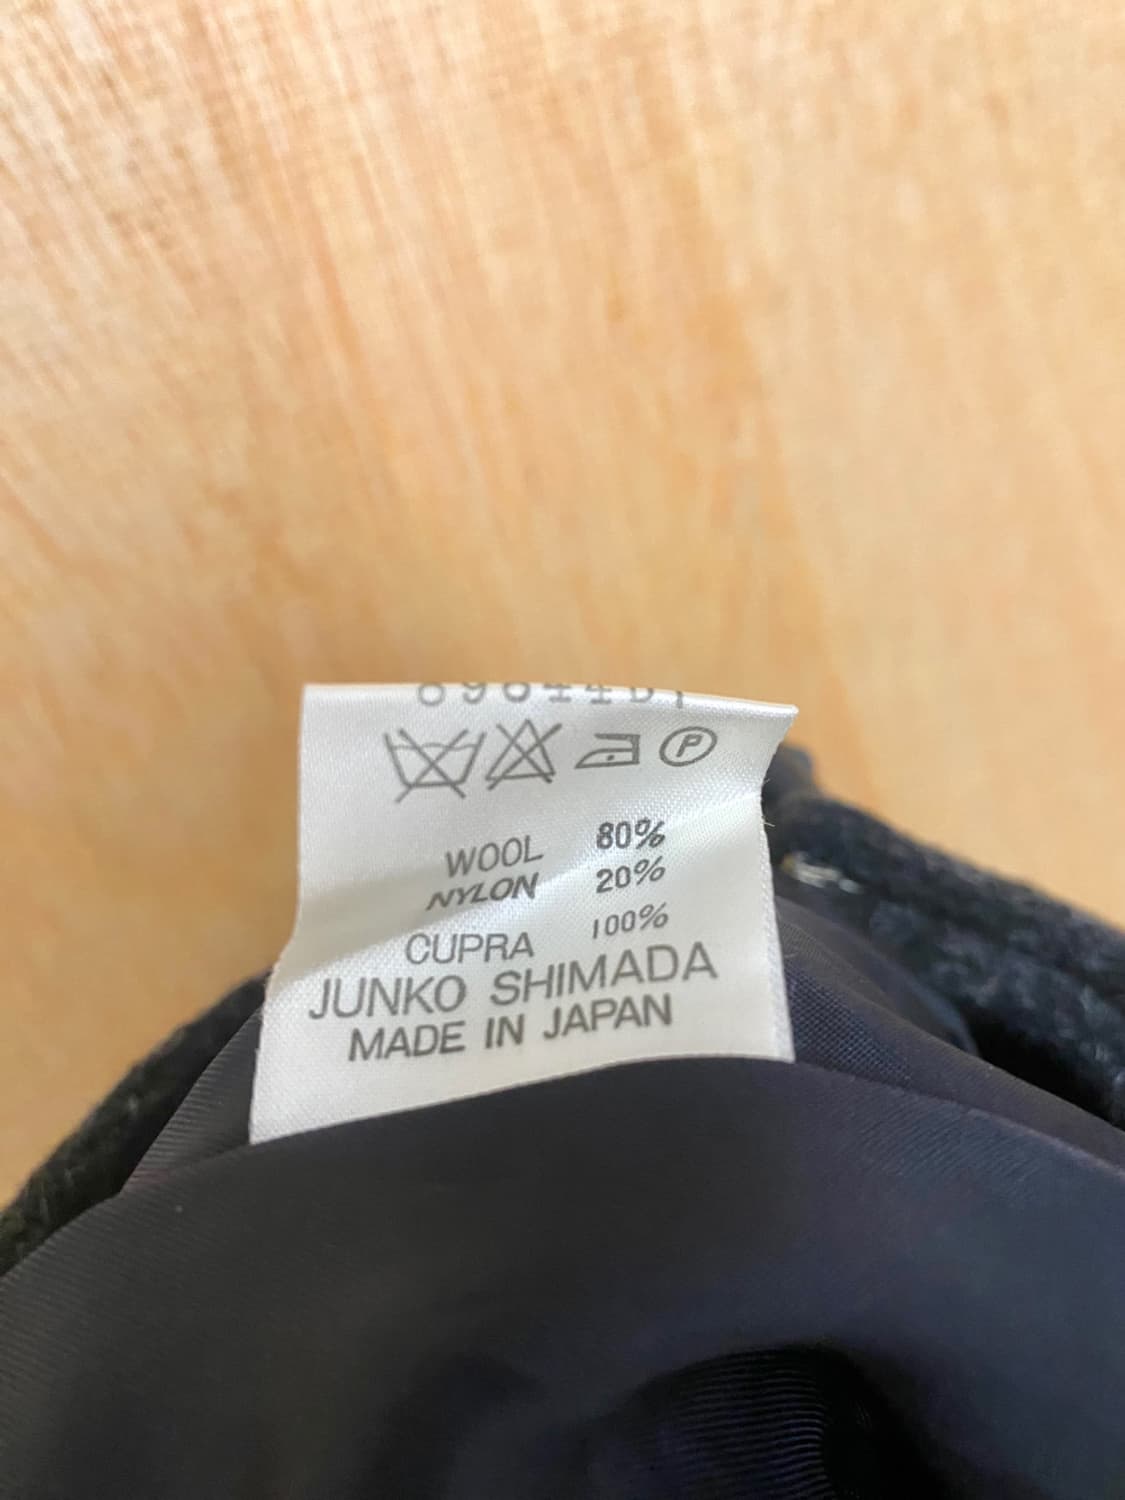 P
WOOL 80%
NYLON 20%
CUPRA 100%
JUNKO SHIMADA
MADE IN JAPAN